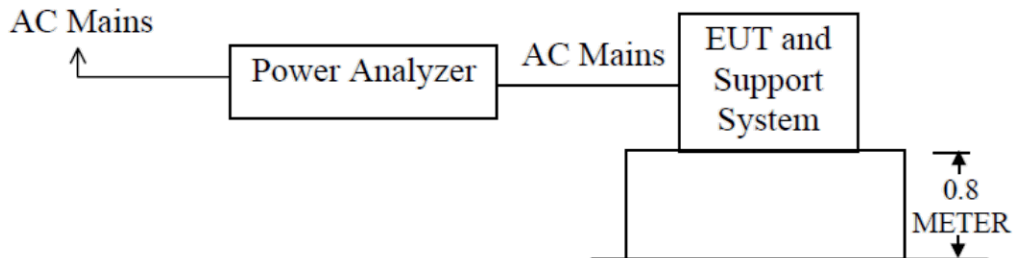 AC Mains
Power Analyzer
AC Mains
EUT and
Support
System
0.8
METER